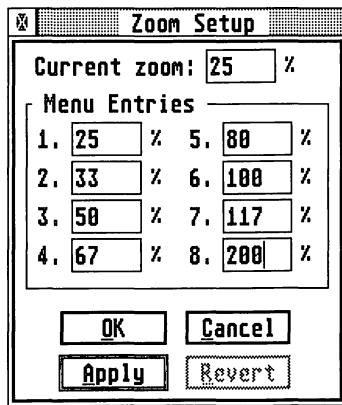 Zoom Setup
Current zoom: 25 %
Menu Entries
1. 25 % 5. 80 %
2. 33 % 6. 100 %
3. 50 % 7. 117 %
4. 67 % 8. 200 %
OK Cancel
Apply Revert